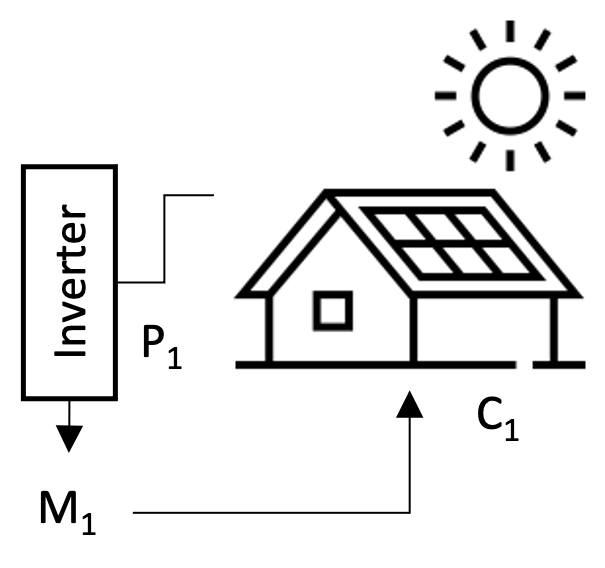 Inverter
P₁
C₁
M₁